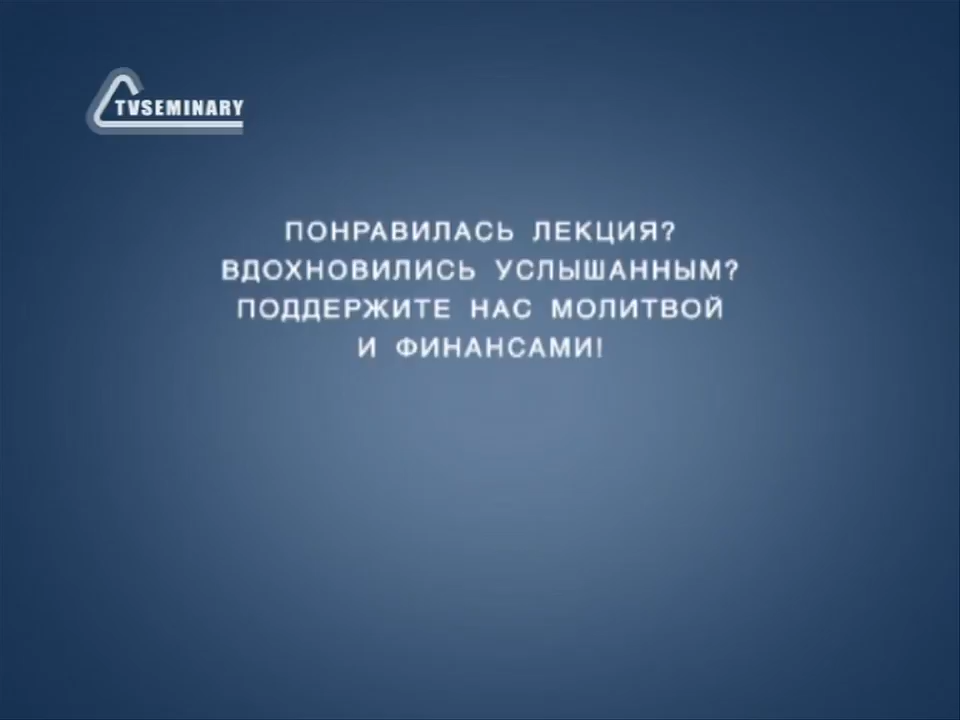 TVSEMINARY
ПОНРАВИЛАСЬ ЛЕКЦИЯ?
ВДОХНОВИЛИСЬ УСЛЫШАННЫМ?
ПОДДЕРЖИТЕ НАС МОЛИТВОЙ
И ФИНАНСАМИ!